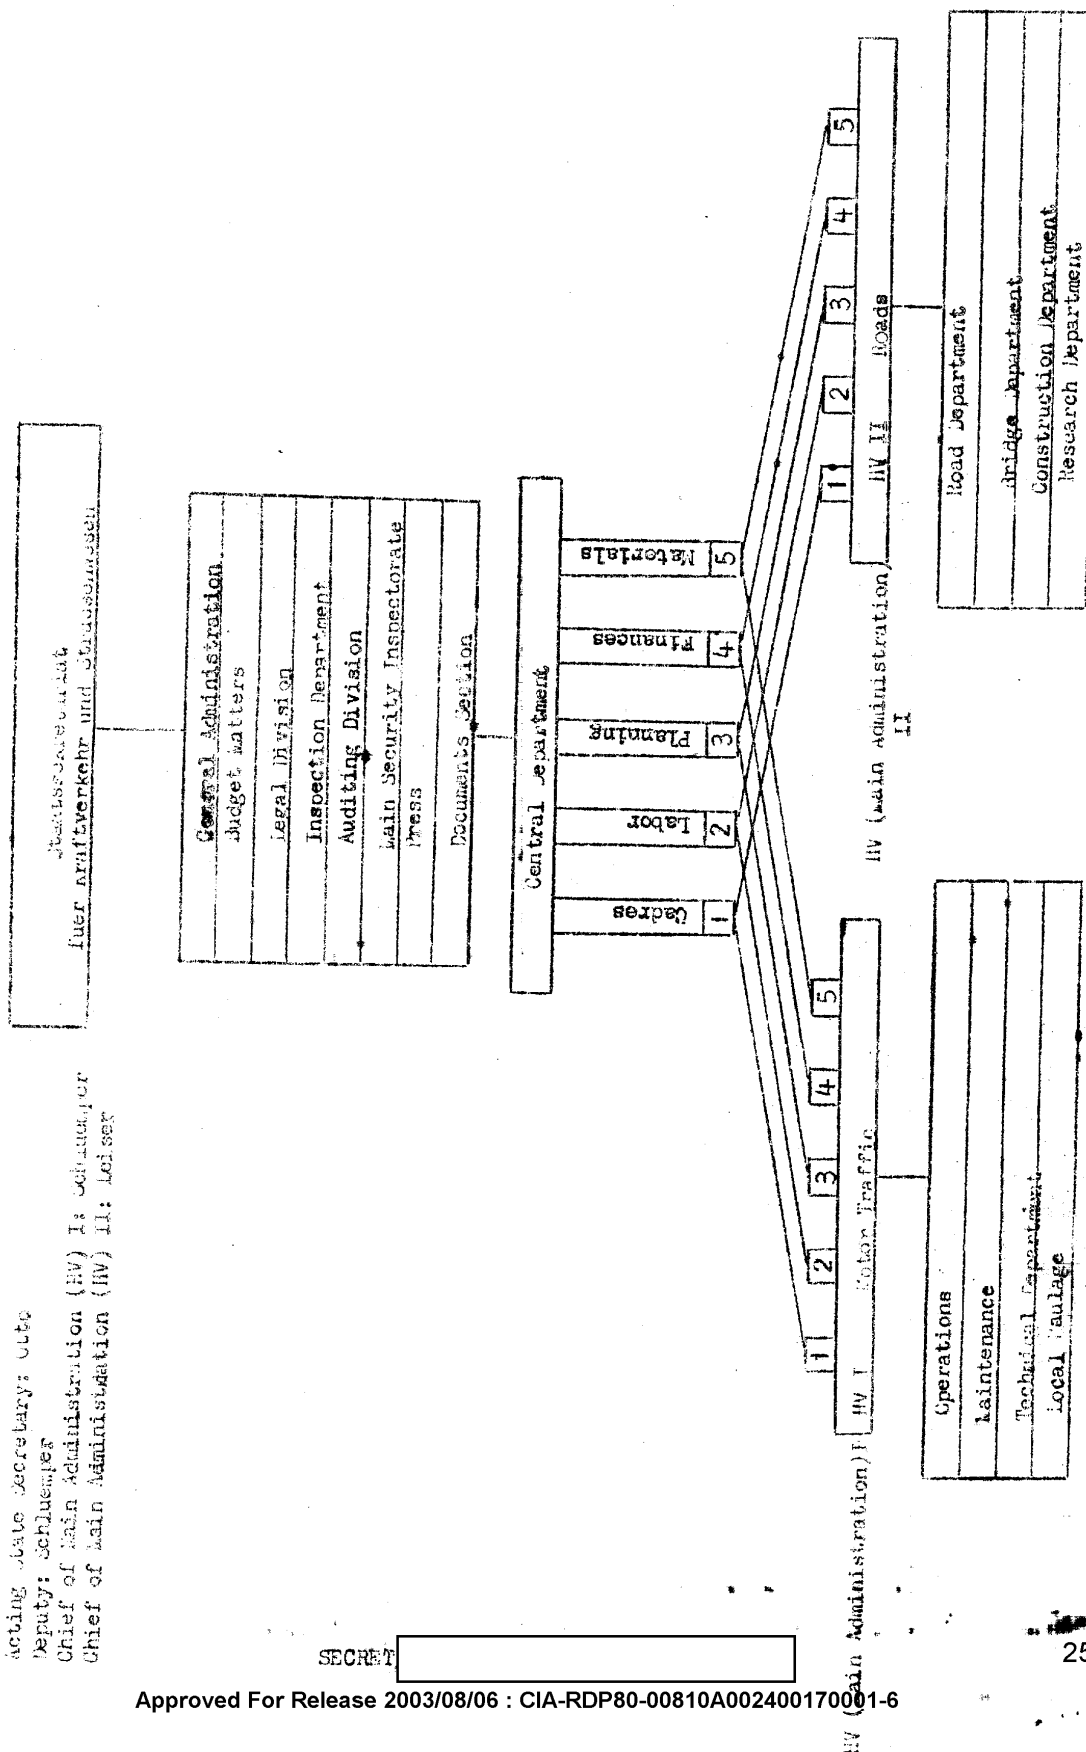 Acting State Secretary: Otto
Deputy: Schluemper
Chief of Main Administration (HV) I: Schluemper
Chief of Main Administration (HV) II: Leiser
Staatssekretariat
fuer Kraftverkehr und Strassenwesen
General Administration
Budget Matters
Legal Division
Inspection Department
Auditing Division
Main Security Inspectorate
Press
Documents Section
Central Department
Cadres
Labor
Planning
Finances
Materials
1
2
3
4
5
1
2
3
4
5
1
2
3
4
5
HV (Main Administration)
HV I Motor Traffic
HV (Main Administration)
II
HV II Roads
Operations
Maintenance
Technical Department
Local Haulage
Road Department
Bridge Department
Construction Department
Research Department
SECRET
25
Approved For Release 2003/08/06 : CIA-RDP80-00810A002400170001-6